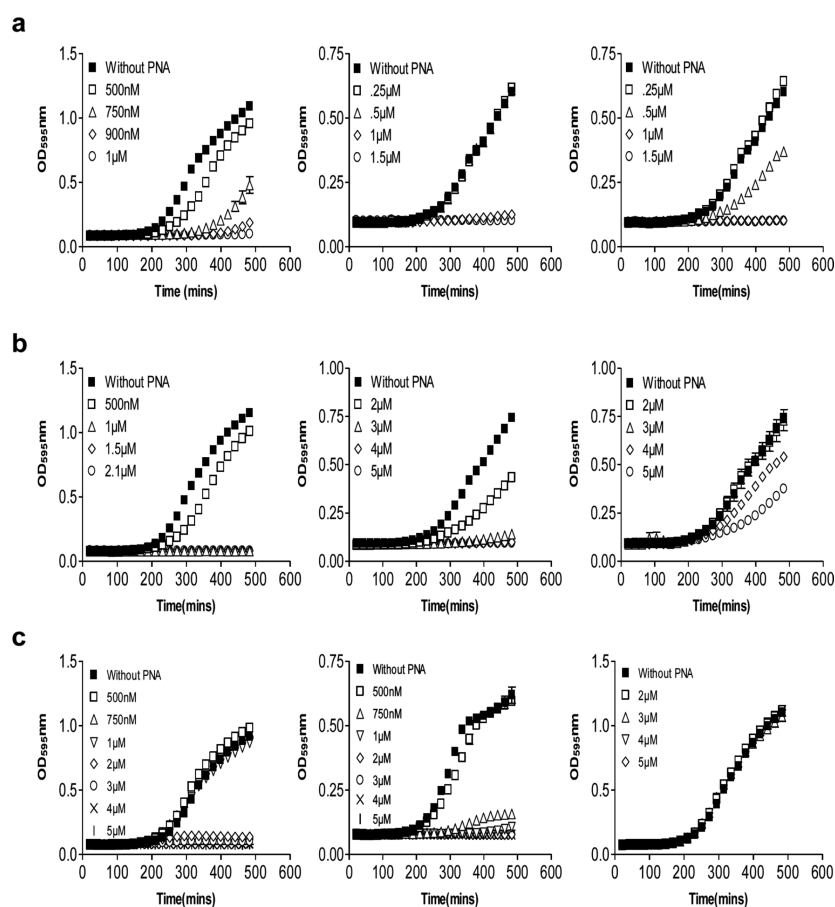 a
1.5
1.0
0.5
0.0
OD595nm
Without PNA
500nM
750nM
900nM
1µM
0 100 200 300 400 500 600
Time (mins)
0.75
0.50
0.25
0.00
OD595nm
Without PNA
.25µM
.5µM
1µM
1.5µM
0 100 200 300 400 500 600
Time(mins)
0.75
0.50
0.25
0.00
OD595nm
Without PNA
.25µM
.5µM
1µM
1.5µM
0 100 200 300 400 500 600
Time(mins)
b
1.5
1.0
0.5
0.0
OD595nm
Without PNA
500nM
1µM
1.5µM
2.1µM
0 100 200 300 400 500 600
Time(mins)
1.00
0.75
0.50
0.25
0.00
OD595nm
Without PNA
2µM
3µM
4µM
5µM
0 100 200 300 400 500 600
Time(mins)
1.00
0.75
0.50
0.25
0.00
OD595nm
Without PNA
2µM
3µM
4µM
5µM
0 100 200 300 400 500 600
Time(mins)
c
1.5
1.0
0.5
0.0
OD595nm
Without PNA
500nM
750nM
1µM
2µM
3µM
4µM
5µM
0 100 200 300 400 500 600
Time(mins)
0.75
0.50
0.25
0.00
OD595nm
Without PNA
500nM
750nM
1µM
2µM
3µM
4µM
5µM
0 100 200 300 400 500 600
Time(mins)
1.5
1.0
0.5
0.0
OD595nm
Without PNA
2µM
3µM
4µM
5µM
0 100 200 300 400 500 600
Time(mins)